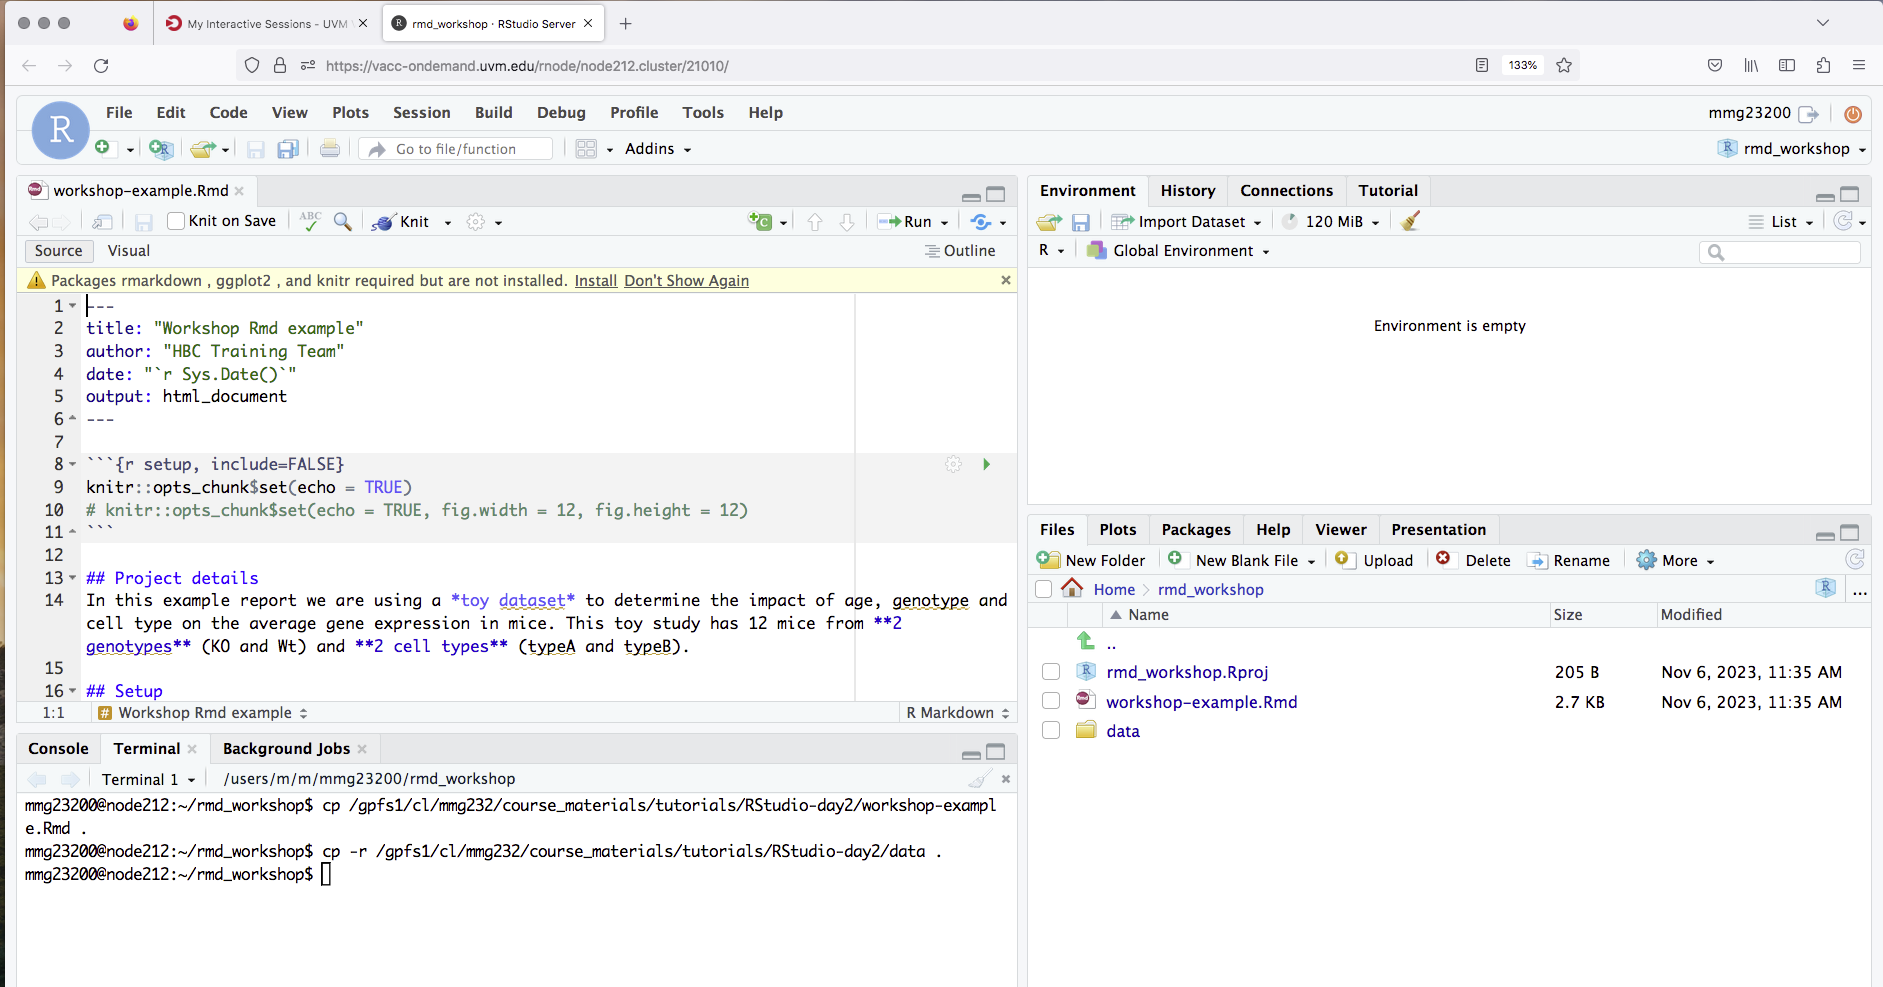 My Interactive Sessions - UVM
rmd_workshop · RStudio Server
https://vacc-ondemand.uvm.edu/rnode/node212.cluster/21010/
133%
R
File Edit Code View Plots Session Build Debug Profile Tools Help
mmg23200
Go to file/function
Addins
rmd_workshop
workshop-example.Rmd
Knit on Save
ABC
Knit
Run
Source Visual
Outline
Packages rmarkdown , ggplot2 , and knitr required but are not installed. Install Don't Show Again
1 ---
2 title: "Workshop Rmd example"
3 author: "HBC Training Team"
4 date: "`r Sys.Date()`"
5 output: html_document
6 ---
7
8 ```{r setup, include=FALSE}
9 knitr::opts_chunk$set(echo = TRUE)
10 # knitr::opts_chunk$set(echo = TRUE, fig.width = 12, fig.height = 12)
11 ```
12
13 ## Project details
14 In this example report we are using a *toy dataset* to determine the impact of age, genotype and
cell type on the average gene expression in mice. This toy study has 12 mice from **2
genotypes** (KO and Wt) and **2 cell types** (typeA and typeB).
15
16 ## Setup
1:1 # Workshop Rmd example
R Markdown
Console Terminal Background Jobs
Terminal 1 /users/m/m/mmg23200/rmd_workshop
mmg23200@node212:~/rmd_workshop$ cp /gpfs1/cl/mmg232/course_materials/tutorials/RStudio-day2/workshop-exampl
e.Rmd .
mmg23200@node212:~/rmd_workshop$ cp -r /gpfs1/cl/mmg232/course_materials/tutorials/RStudio-day2/data .
mmg23200@node212:~/rmd_workshop$
Environment History Connections Tutorial
Import Dataset 120 MiB
List
R Global Environment
Environment is empty
Files Plots Packages Help Viewer Presentation
New Folder New Blank File Upload Delete Rename More
Home rmd_workshop
...
Name Size Modified
..
rmd_workshop.Rproj 205 B Nov 6, 2023, 11:35 AM
workshop-example.Rmd 2.7 KB Nov 6, 2023, 11:35 AM
data